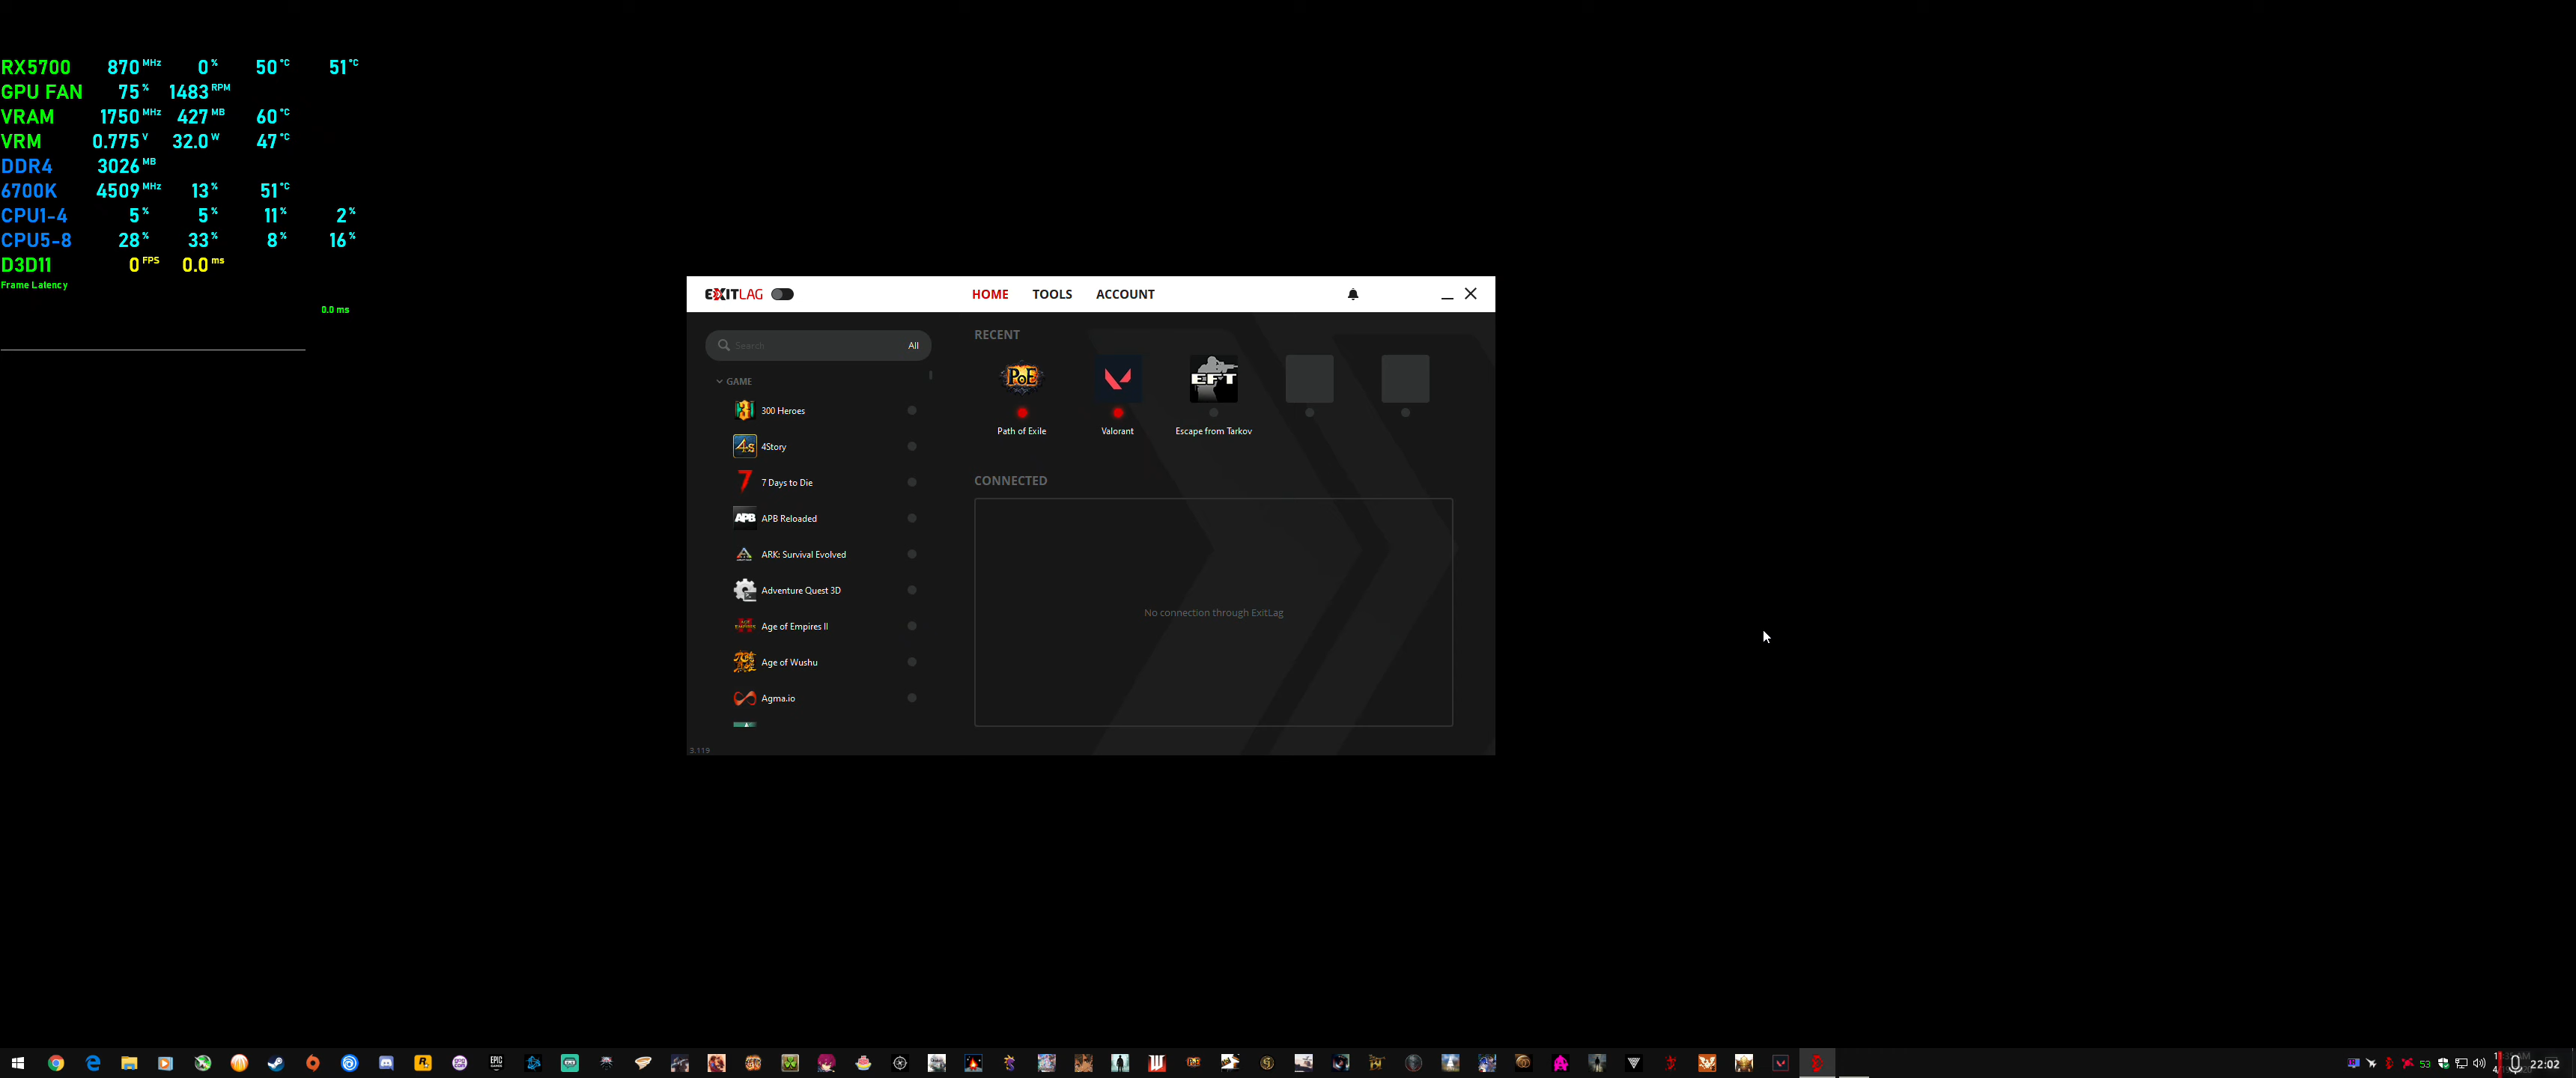 RX5700 870 MHz 0 % 50 °C 51 °C
GPU FAN 75 % 1483 RPM
VRAM 1750 MHz 427 MB 60 °C
VRM 0.775 V 32.0 W 47 °C
DDR4 3026 MB
6700K 4509 MHz 13 % 51 °C
CPU1-4 5 % 5 % 11 % 2 %
CPU5-8 28 % 33 % 8 % 16 %
D3D11 0 FPS 0.0 ms
Frame Latency
0.0 ms
EXITLAG HOME TOOLS ACCOUNT
Search All
GAME
300 Heroes
4Story
7 Days to Die
APB Reloaded
ARK: Survival Evolved
Adventure Quest 3D
Age of Empires II
Age of Wushu
Agma.io
3.119
RECENT
PoE
EFT
Path of Exile Valorant Escape from Tarkov
CONNECTED
No connection through ExitLag
53
22:02